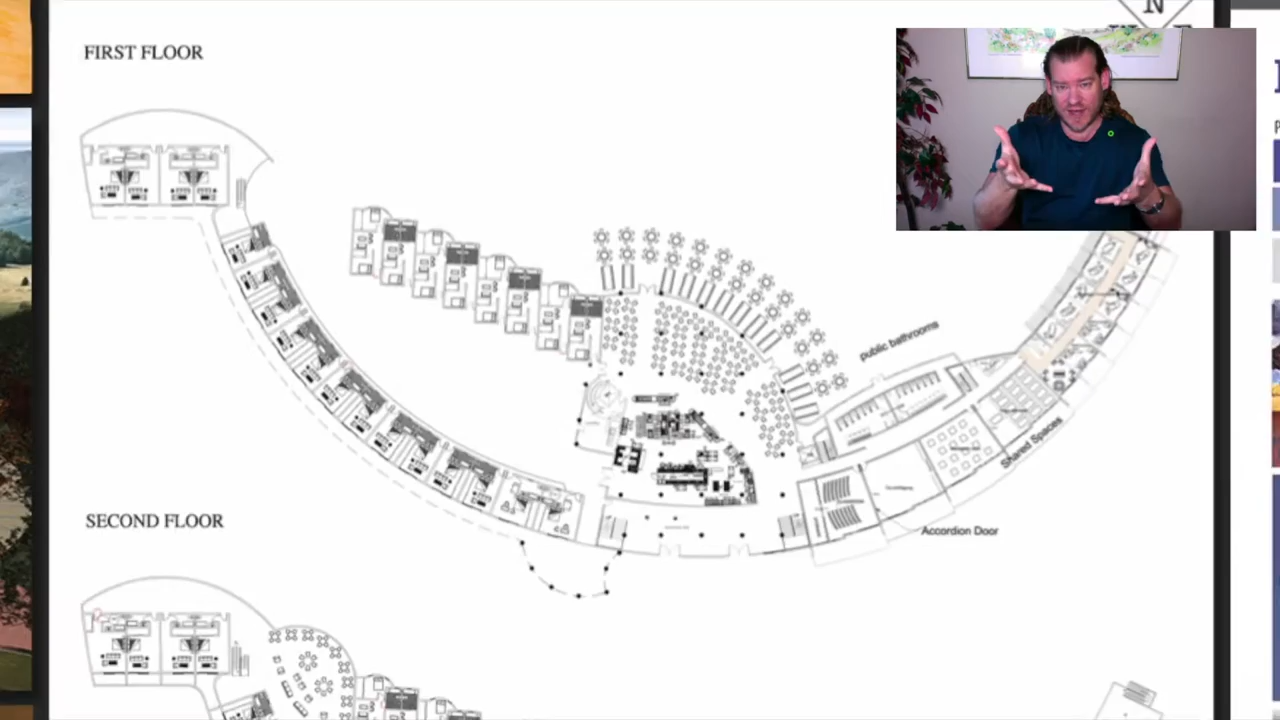 N
FIRST FLOOR
public bathrooms
Shared Spaces
Accordion Door
SECOND FLOOR